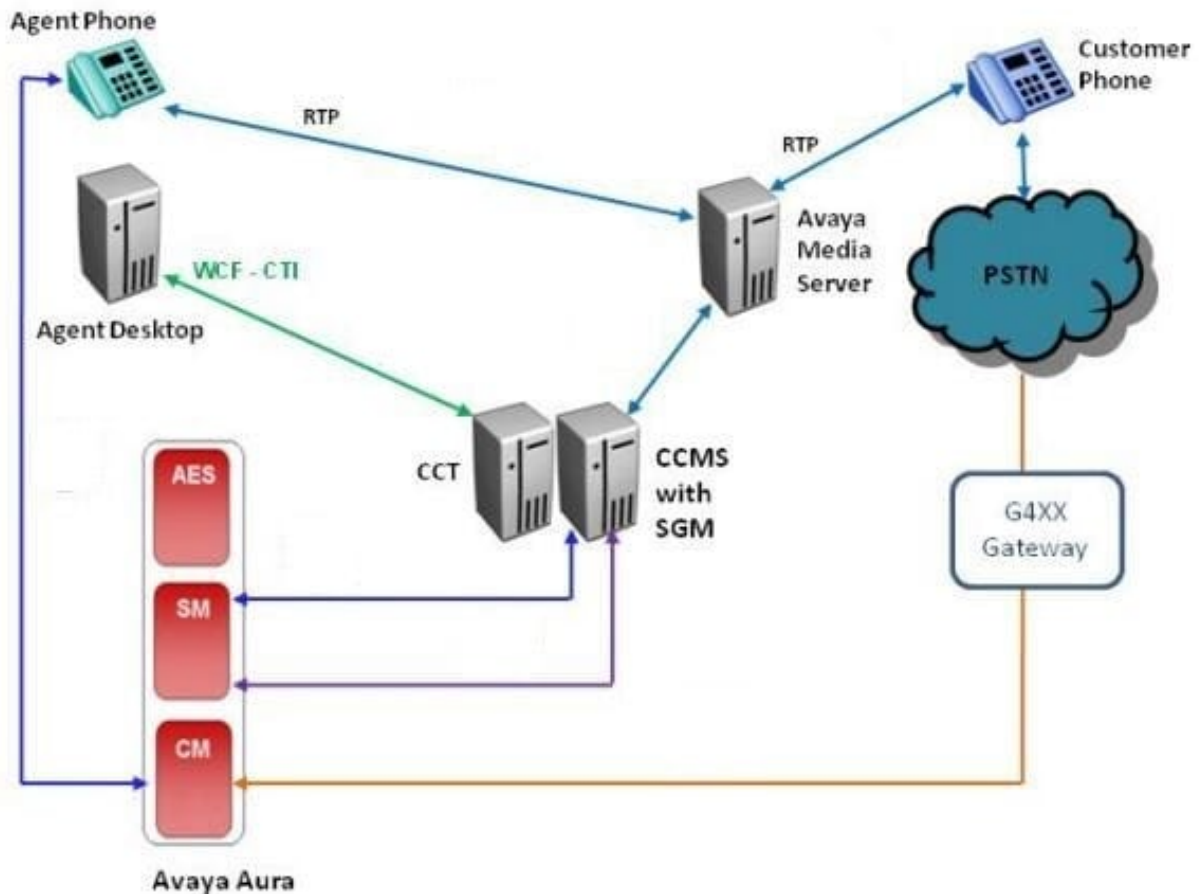 Agent Phone
Customer
Phone
RTP
RTP
Avaya
Media
Server
PSTN
WCF - CTI
Agent Desktop
CCT
CCMS
with
SGM
AES
G4XX
Gateway
SM
CM
Avaya Aura